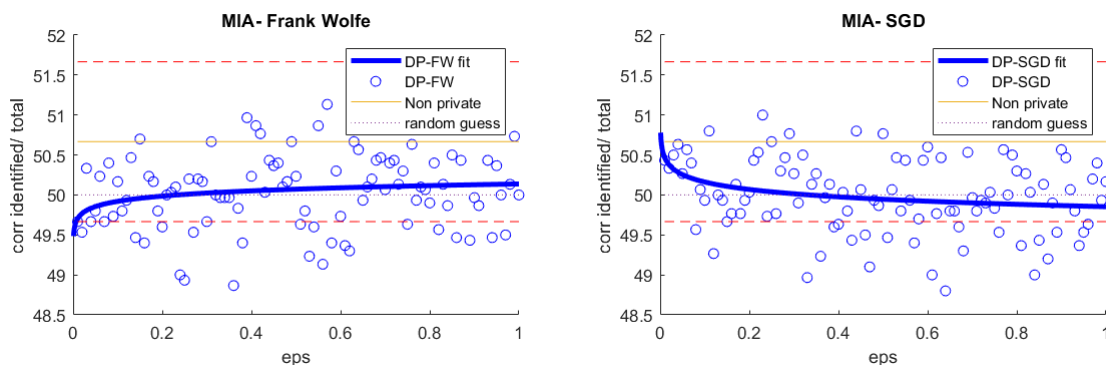 MIA- Frank Wolfe
52
51.5
51
50.5
50
49.5
49
48.5
corr identified/ total
0
0.2
0.4
0.6
0.8
1
eps
DP-FW fit
DP-FW
Non private
random guess
MIA- SGD
52
51.5
51
50.5
50
49.5
49
48.5
corr identified/ total
0
0.2
0.4
0.6
0.8
1
eps
DP-SGD fit
DP-SGD
Non private
random guess